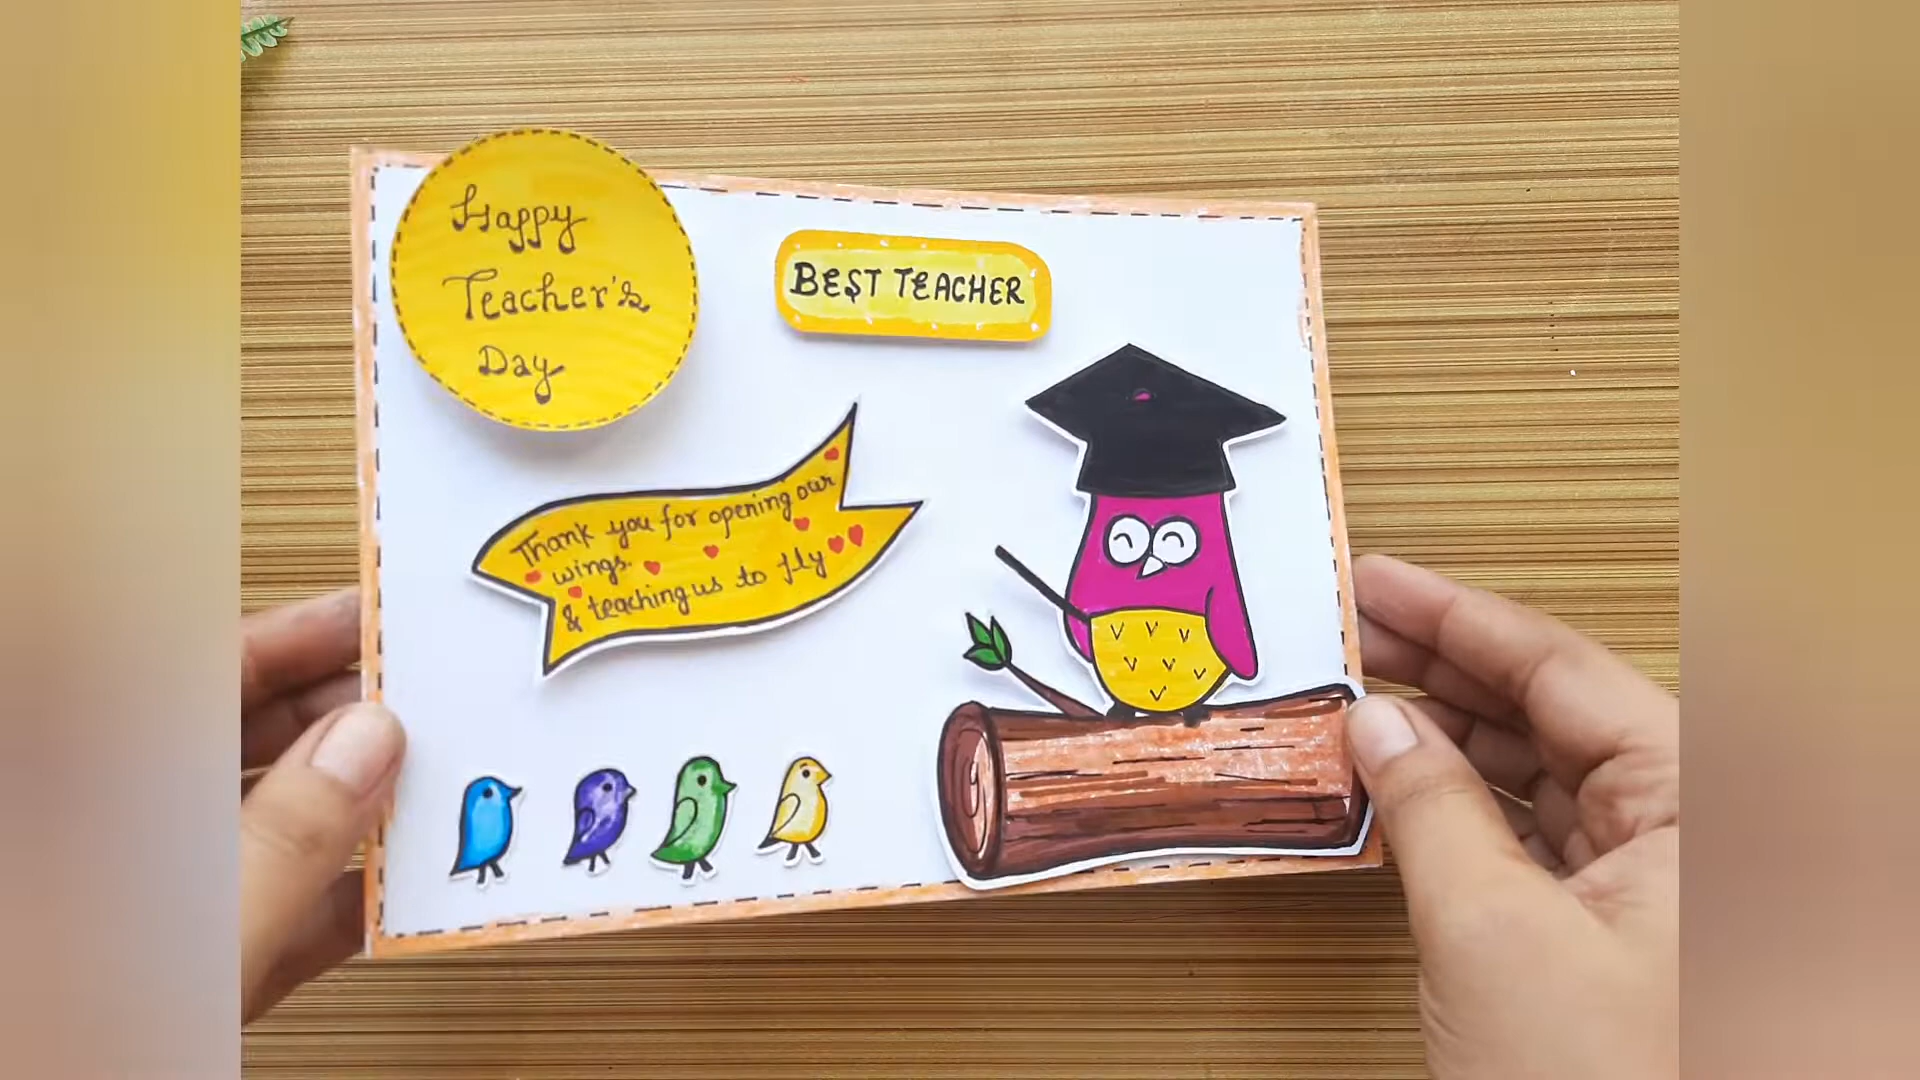 Happy
Teacher's
Day
BEST TEACHER
Thank you for opening our
wings.
& teaching us to fly